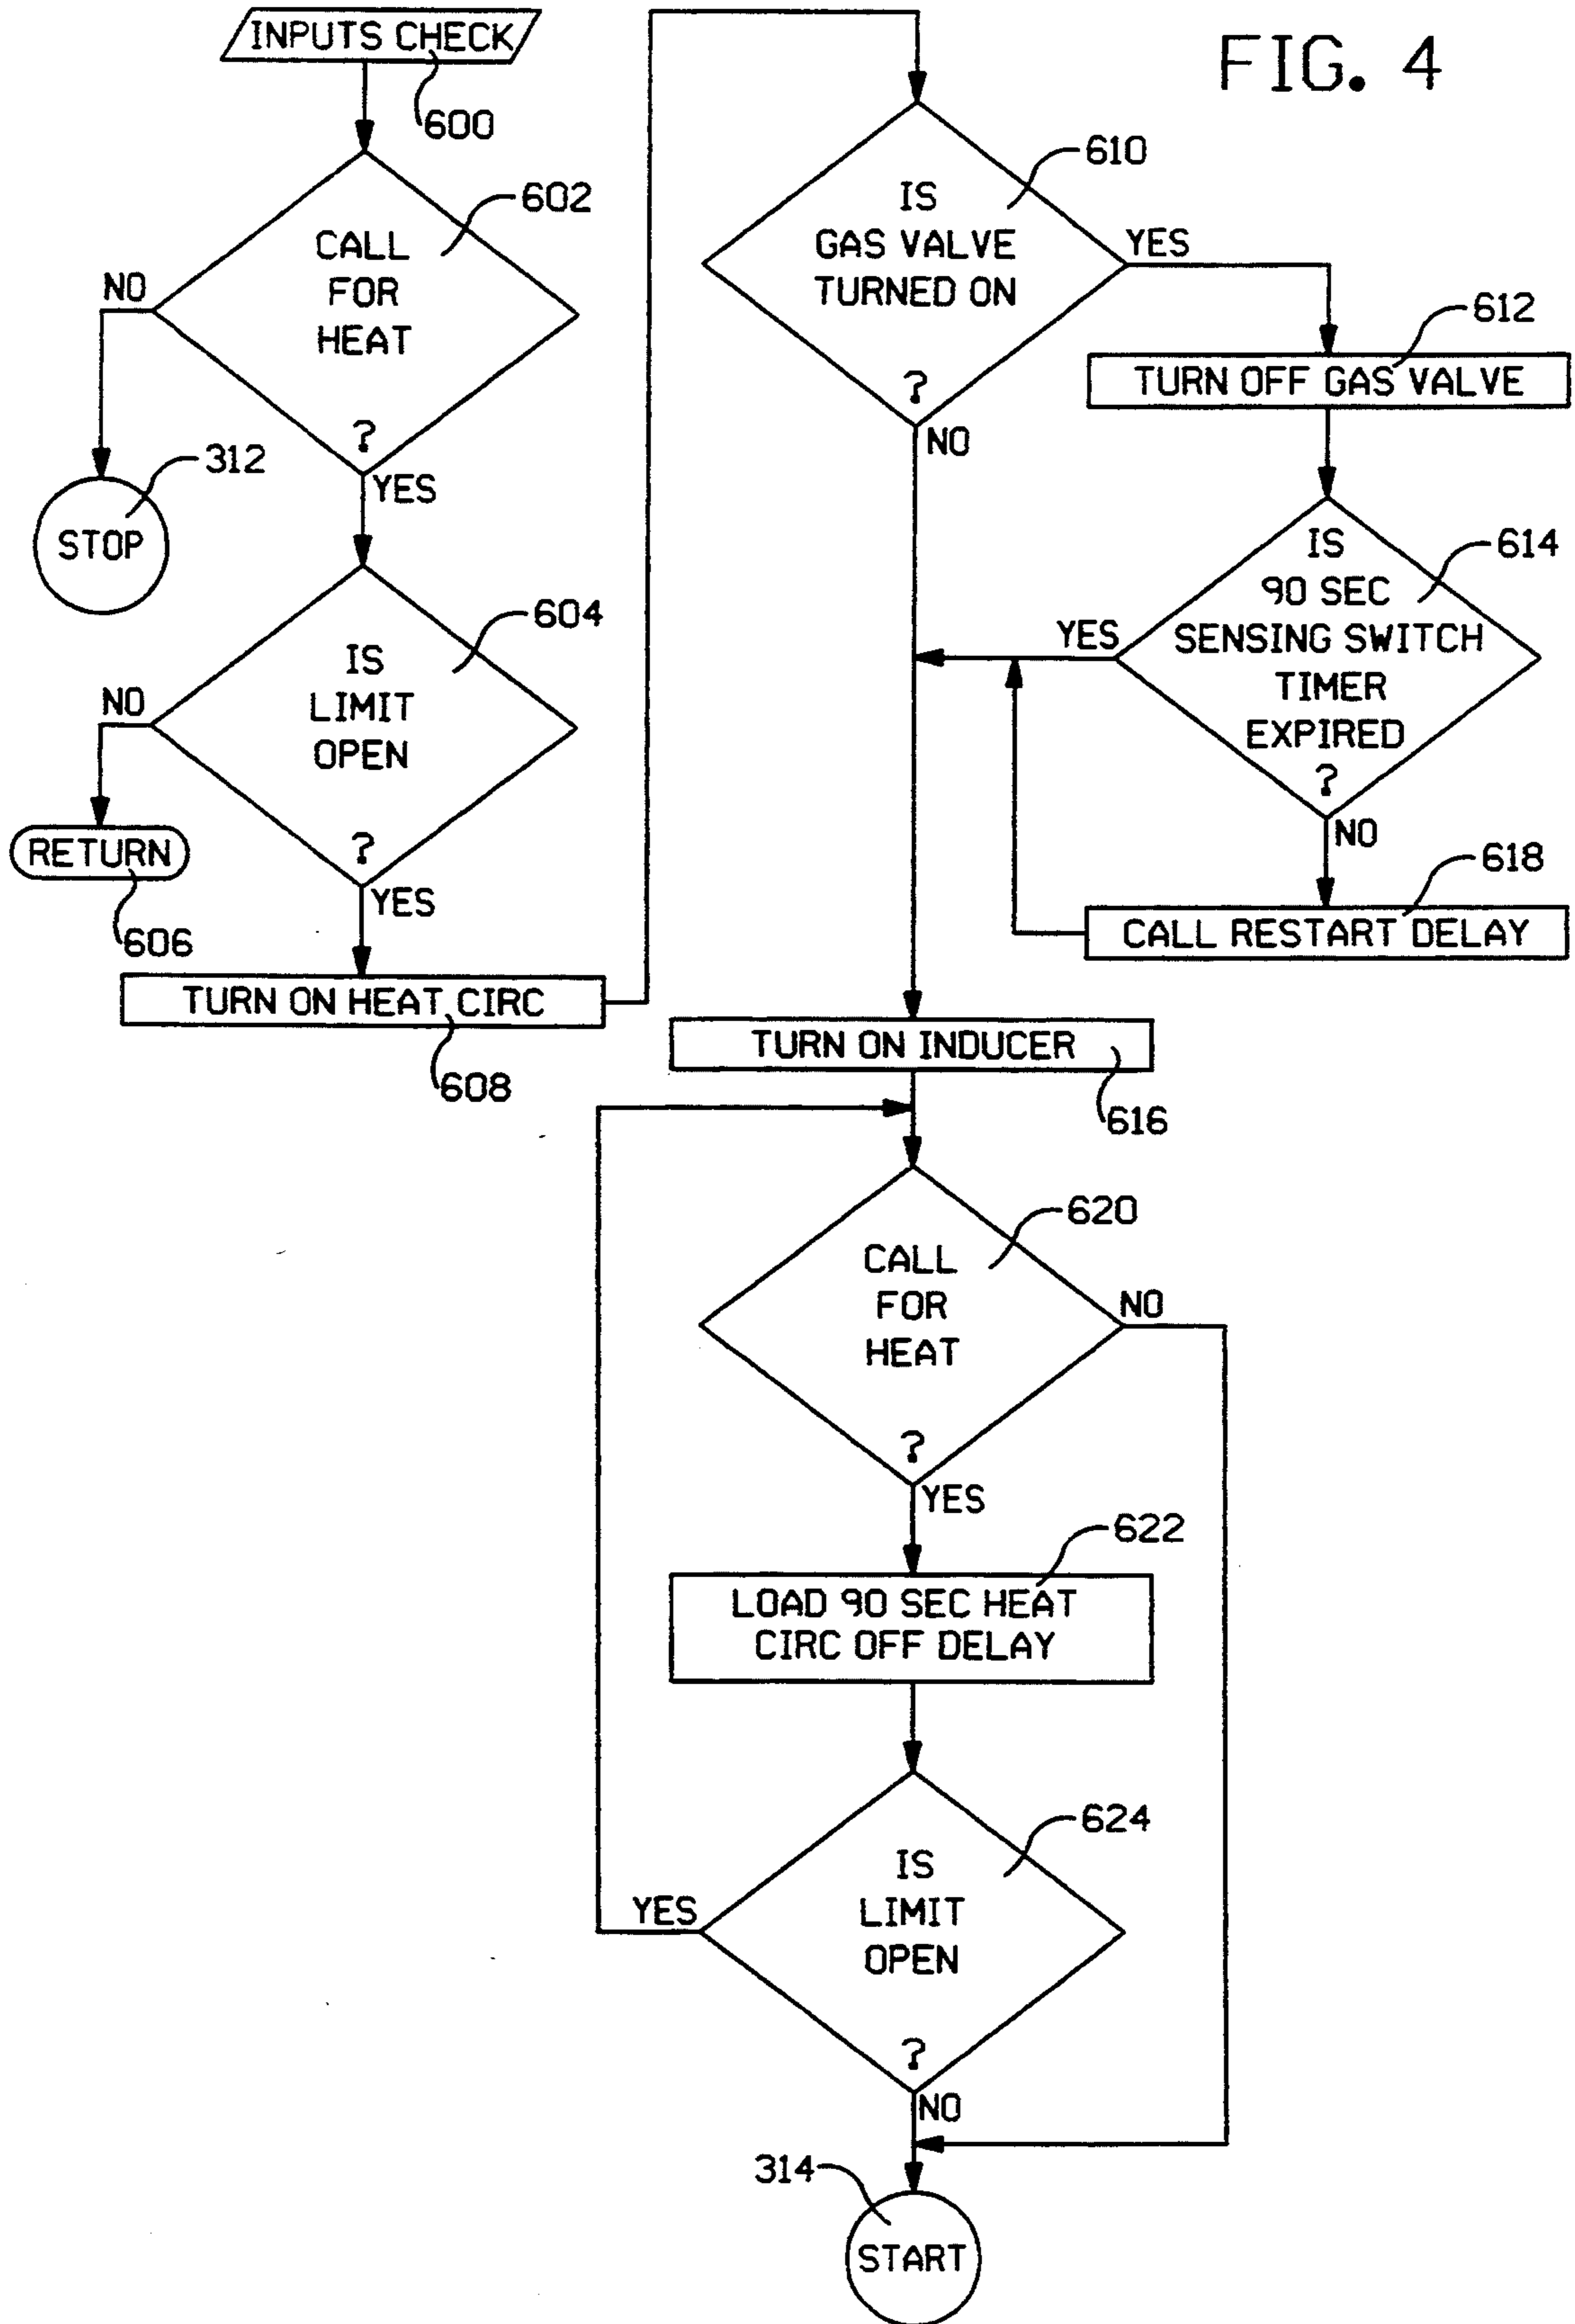 FIG. 4
INPUTS CHECK
600
CALL
FOR
HEAT
?
602
NO
YES
STOP
312
IS
LIMIT
OPEN
?
604
NO
YES
RETURN
606
TURN ON HEAT CIRC
608
IS
GAS VALVE
TURNED ON
?
610
YES
NO
TURN OFF GAS VALVE
612
IS
90 SEC
SENSING SWITCH
TIMER
EXPIRED
?
614
YES
NO
CALL RESTART DELAY
618
TURN ON INDUCER
616
CALL
FOR
HEAT
?
620
NO
YES
LOAD 90 SEC HEAT
CIRC OFF DELAY
622
IS
LIMIT
OPEN
?
624
YES
NO
314
START